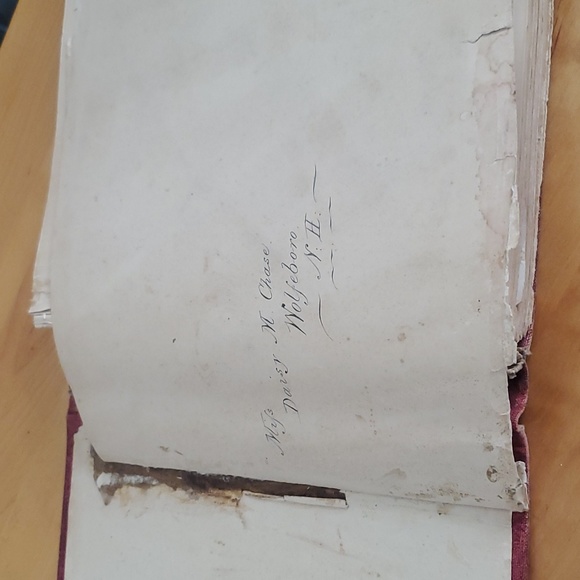 Miss
Daisy M Chase
Wolfeboro
N. H.